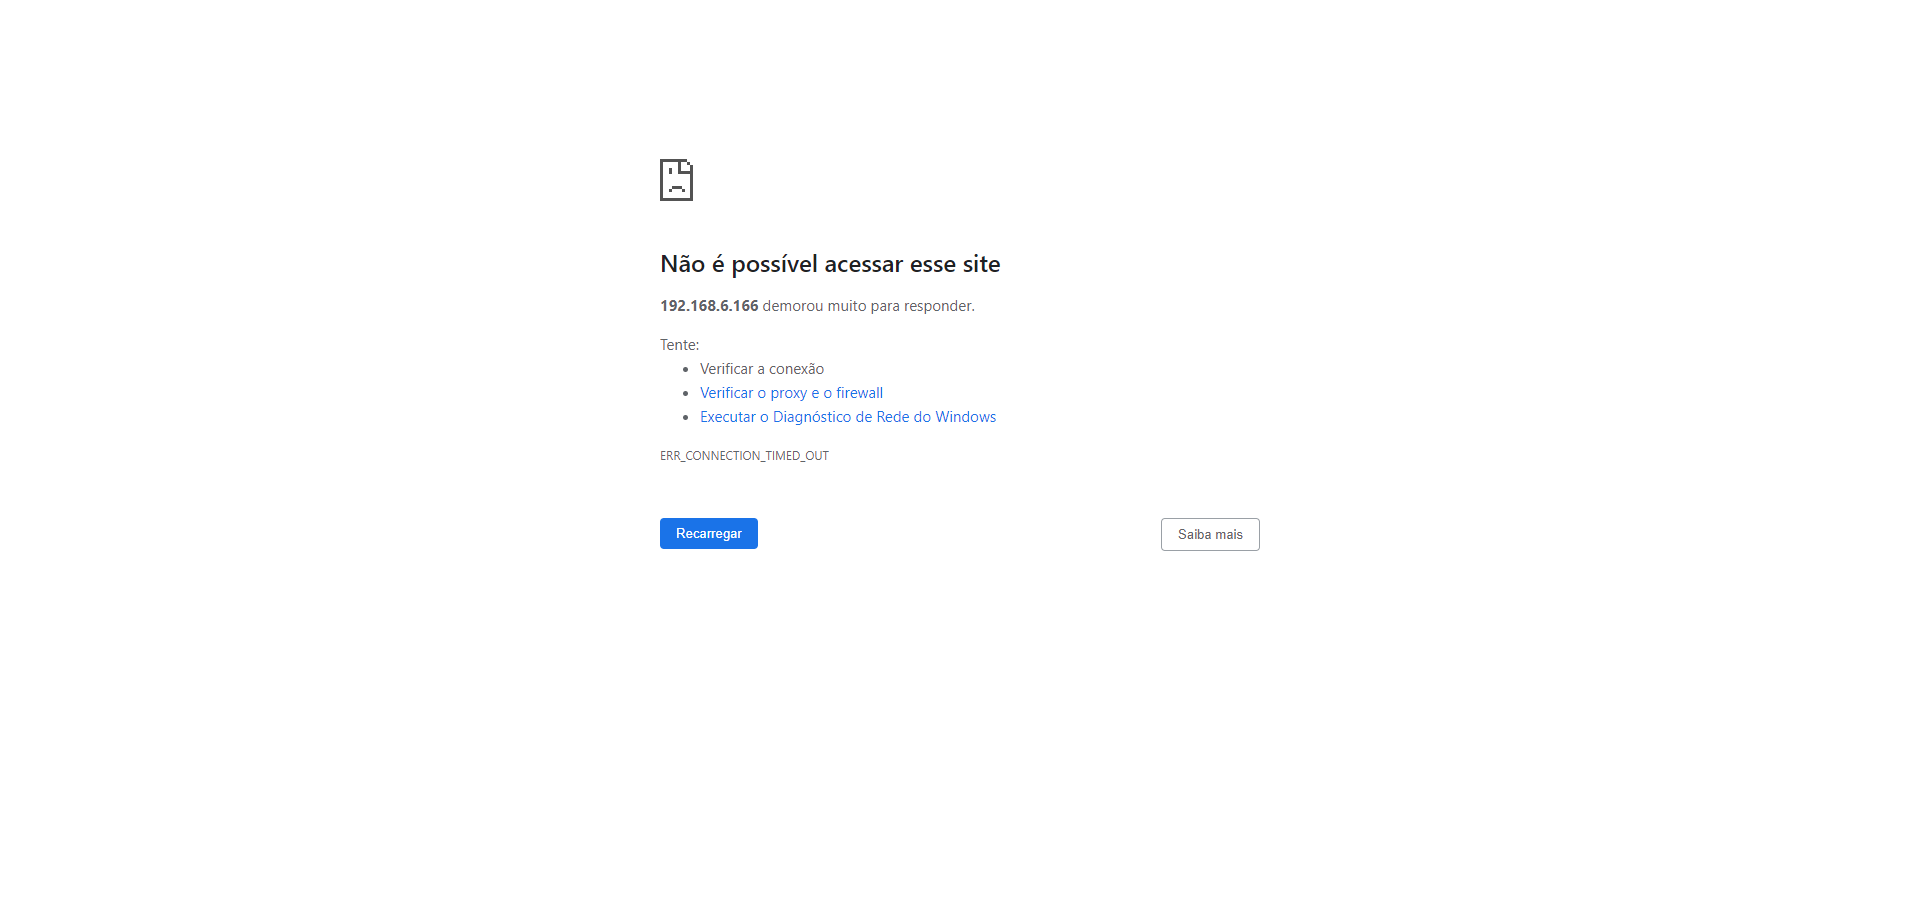 Não é possível acessar esse site
192.168.6.166 demorou muito para responder.
Tente:
Verificar a conexão
Verificar o proxy e o firewall
Executar o Diagnóstico de Rede do Windows
ERR_CONNECTION_TIMED_OUT
Recarregar
Saiba mais